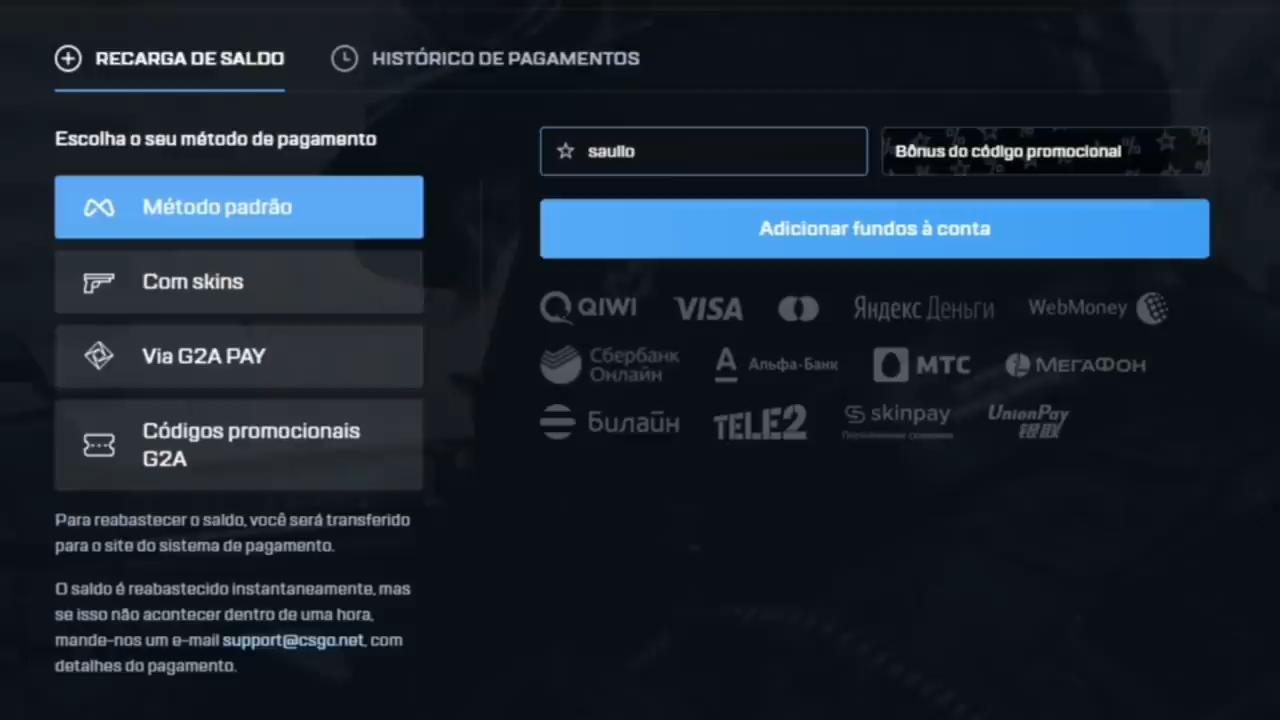 RECARGA DE SALDO
HISTÓRICO DE PAGAMENTOS
Escolha o seu método de pagamento
Método padrão
Com skins
Via G2A PAY
Códigos promocionais
G2A
Para reabastecer o saldo, você será transferido
para o site do sistema de pagamento.
O saldo é reabastecido instantaneamente, mas
se isso não acontecer dentro de uma hora,
mande-nos um e-mail support@csgo.net, com
detalhes do pagamento.
saullo
Bônus do código promocional
Adicionar fundos à conta
QIWI
VISA
Яндекс Деньги
WebMoney
Сбербанк
Онлайн
Альфа-Банк
МТС
МЕГАФОН
Билайн
TELE2
skinpay
UnionPay
银联